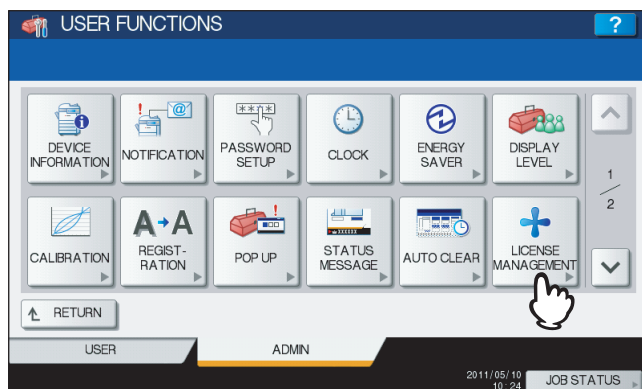 USER FUNCTIONS
?
DEVICE
INFORMATION
NOTIFICATION
PASSWORD
SETUP
CLOCK
ENERGY
SAVER
DISPLAY
LEVEL
1
2
CALIBRATION
A A
REGIST-
RATION
POP UP
STATUS
MESSAGE
AUTO CLEAR
LICENSE
MANAGEMENT
RETURN
USER
ADMIN
2011/05/10
10:24
JOB STATUS